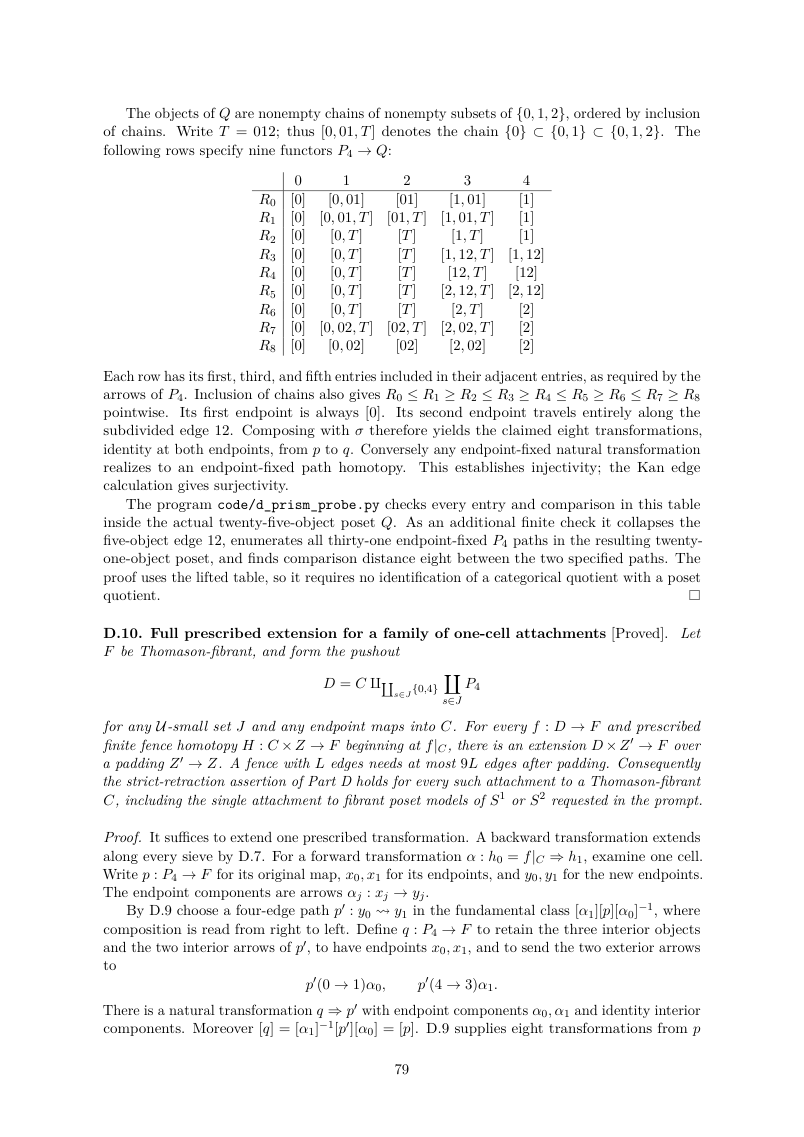 The objects of Q are nonempty chains of nonempty subsets of {0, 1, 2}, ordered by inclusion
of chains. Write T = 012; thus [0, 01, T] denotes the chain {0} ⊂ {0, 1} ⊂ {0, 1, 2}. The
following rows specify nine functors P₄ → Q:
0 1 2 3 4
R₀ [0] [0, 01] [01] [1, 01] [1]
R₁ [0] [0, 01, T] [01, T] [1, 01, T] [1]
R₂ [0] [0, T] [T] [1, T] [1]
R₃ [0] [0, T] [T] [1, 12, T] [1, 12]
R₄ [0] [0, T] [T] [12, T] [12]
R₅ [0] [0, T] [T] [2, 12, T] [2, 12]
R₆ [0] [0, T] [T] [2, T] [2]
R₇ [0] [0, 02, T] [02, T] [2, 02, T] [2]
R₈ [0] [0, 02] [02] [2, 02] [2]
Each row has its first, third, and fifth entries included in their adjacent entries, as required by the
arrows of P₄. Inclusion of chains also gives R₀ ≤ R₁ ≥ R₂ ≤ R₃ ≥ R₄ ≤ R₅ ≥ R₆ ≤ R₇ ≥ R₈
pointwise. Its first endpoint is always [0]. Its second endpoint travels entirely along the
subdivided edge 12. Composing with σ therefore yields the claimed eight transformations,
identity at both endpoints, from p to q. Conversely any endpoint-fixed natural transformation
realizes to an endpoint-fixed path homotopy. This establishes injectivity; the Kan edge
calculation gives surjectivity.
The program code/d_prism_probe.py checks every entry and comparison in this table
inside the actual twenty-five-object poset Q. As an additional finite check it collapses the
five-object edge 12, enumerates all thirty-one endpoint-fixed P₄ paths in the resulting twenty-
one-object poset, and finds comparison distance eight between the two specified paths. The
proof uses the lifted table, so it requires no identification of a categorical quotient with a poset
quotient. □
D.10. Full prescribed extension for a family of one-cell attachments [Proved]. Let
F be Thomason-fibrant, and form the pushout
D = C ⨿_{∐_{s∈J}{0,4}} ∐_{s∈J} P₄
for any 𝒰-small set J and any endpoint maps into C. For every f : D → F and prescribed
finite fence homotopy H : C × Z → F beginning at f|_C, there is an extension D × Z′ → F over
a padding Z′ → Z. A fence with L edges needs at most 9L edges after padding. Consequently
the strict-retraction assertion of Part D holds for every such attachment to a Thomason-fibrant
C, including the single attachment to fibrant poset models of S¹ or S² requested in the prompt.
Proof. It suffices to extend one prescribed transformation. A backward transformation extends
along every sieve by D.7. For a forward transformation α : h₀ = f|_C ⇒ h₁, examine one cell.
Write p : P₄ → F for its original map, x₀, x₁ for its endpoints, and y₀, y₁ for the new endpoints.
The endpoint components are arrows α_j : x_j → y_j.
By D.9 choose a four-edge path p′ : y₀ ⇝ y₁ in the fundamental class [α₁][p][α₀]⁻¹, where
composition is read from right to left. Define q : P₄ → F to retain the three interior objects
and the two interior arrows of p′, to have endpoints x₀, x₁, and to send the two exterior arrows
to
p′(0 → 1)α₀, p′(4 → 3)α₁.
There is a natural transformation q ⇒ p′ with endpoint components α₀, α₁ and identity interior
components. Moreover [q] = [α₁]⁻¹[p′][α₀] = [p]. D.9 supplies eight transformations from p
79